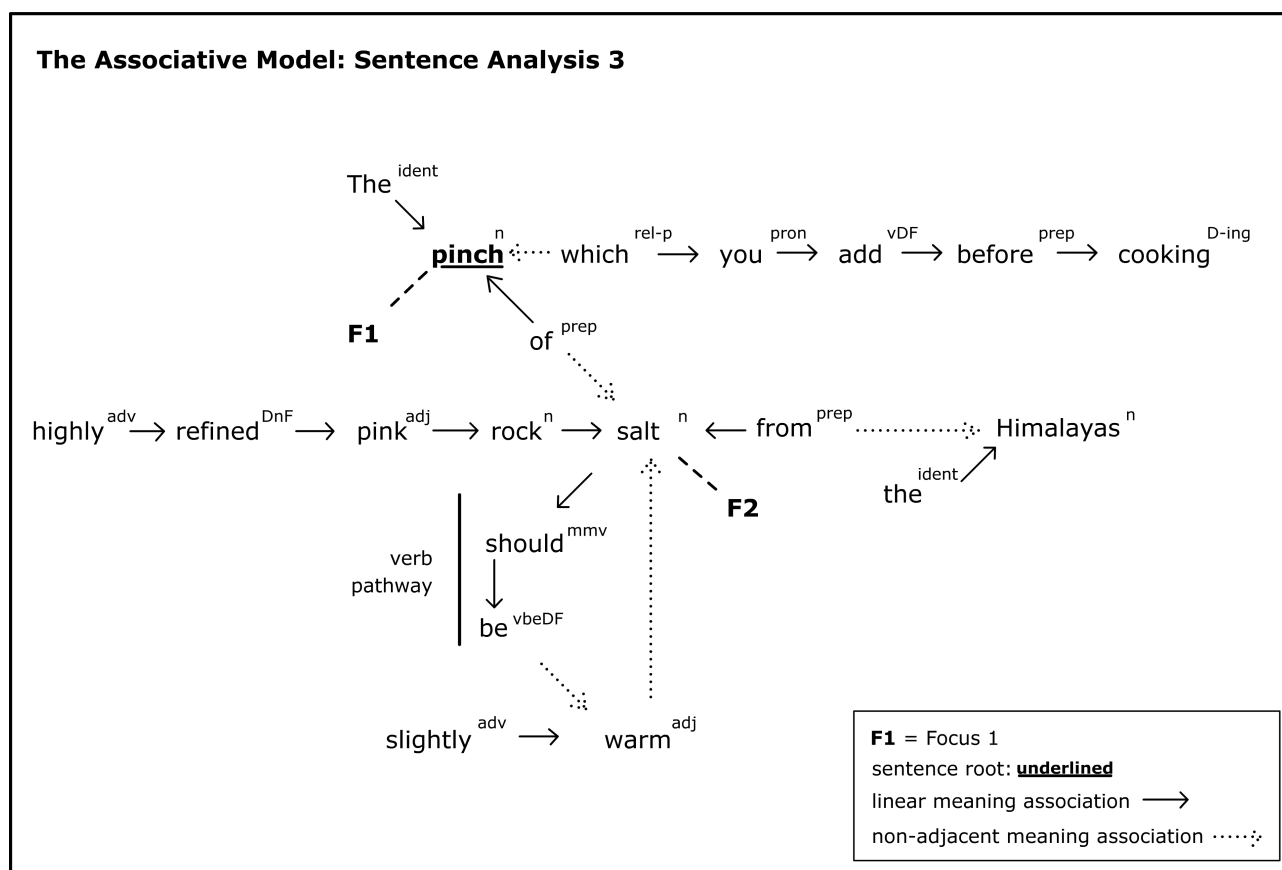 The Associative Model: Sentence Analysis 3
The ident
pinch n which rel-p you pron add vDF before prep cooking D-ing
F1
of prep
highly adv refined DnF pink adj rock n salt n from prep Himalayas n
the ident
F2
should mmv
verb
pathway
be vbeDF
slightly adv warm adj
F1 = Focus 1
sentence root: underlined
linear meaning association
non-adjacent meaning association